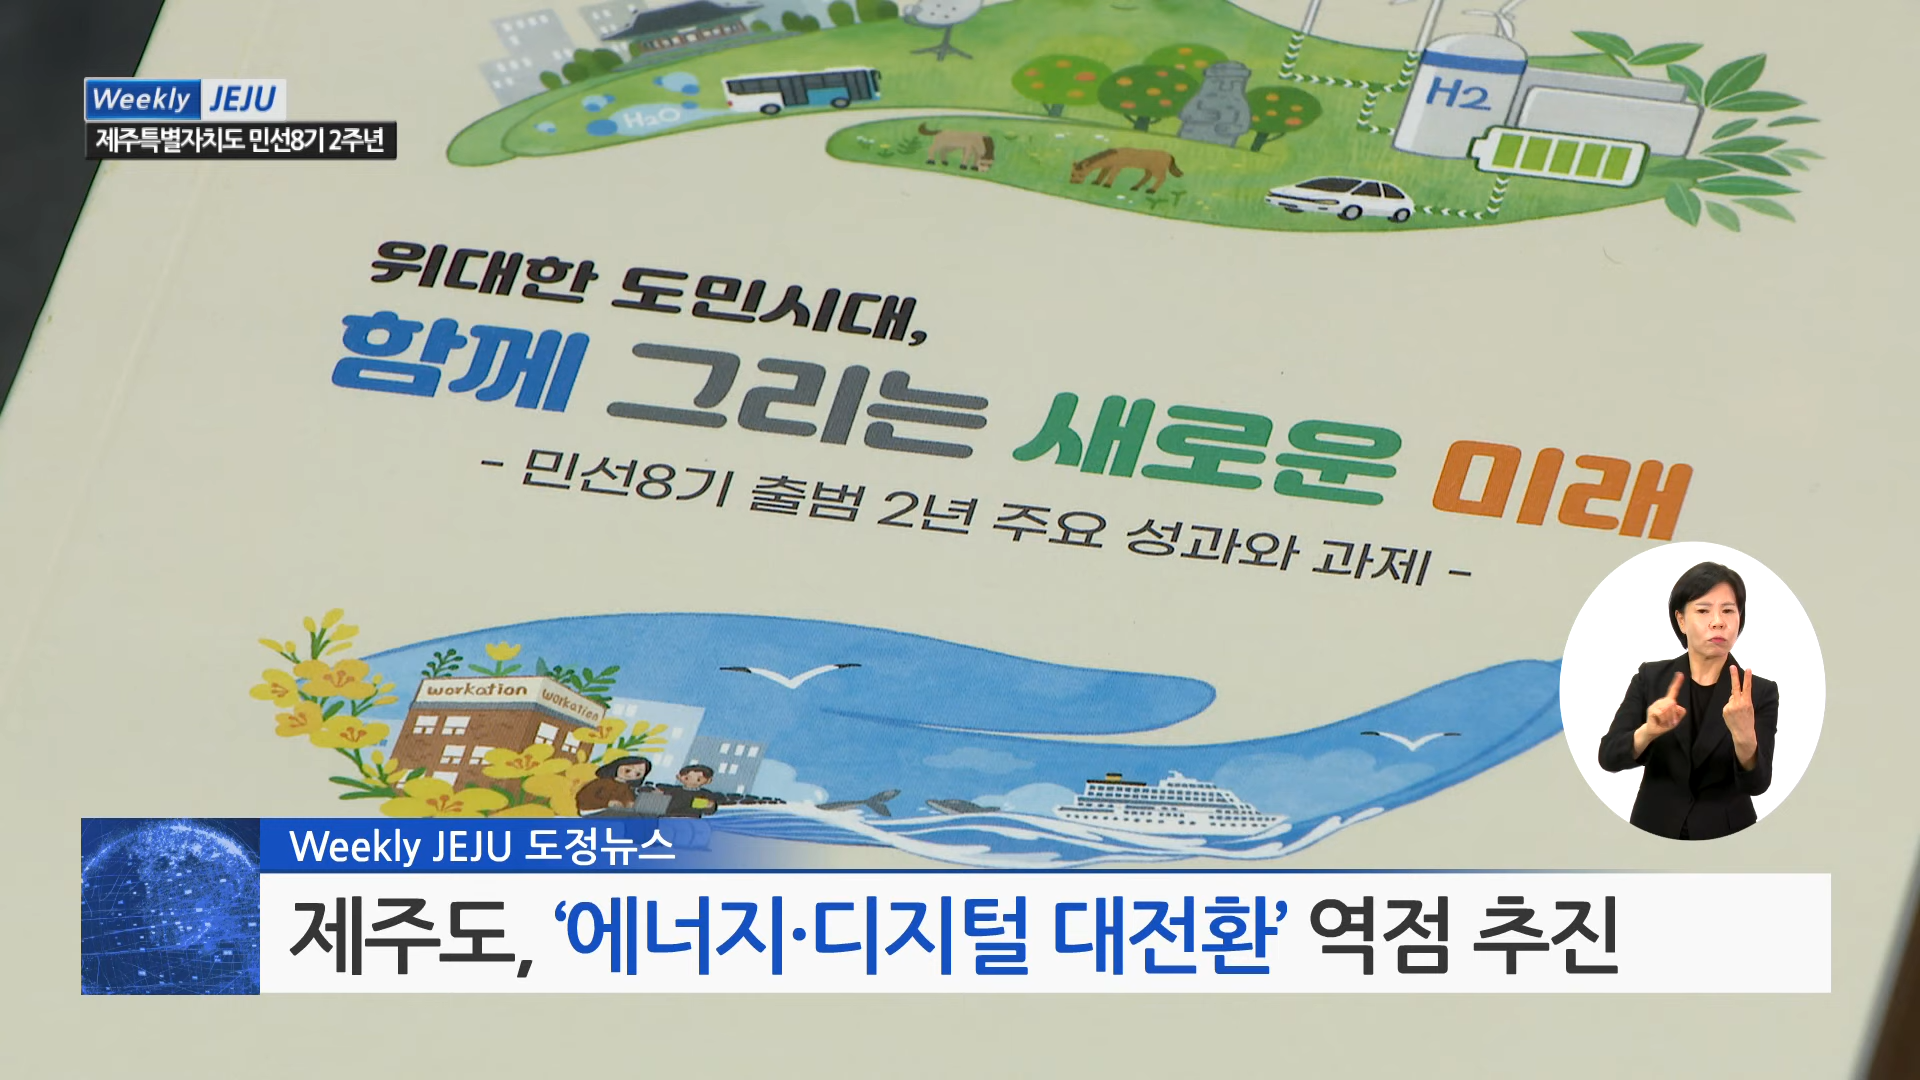 Weekly JEJU
제주특별자치도 민선8기 2주년
H2O
H2
위대한 도민시대,
함께 그리는 새로운 미래
- 민선8기 출범 2년 주요 성과와 과제 -
workation workation
Weekly JEJU 도정뉴스
제주도, ‘에너지·디지털 대전환’ 역점 추진